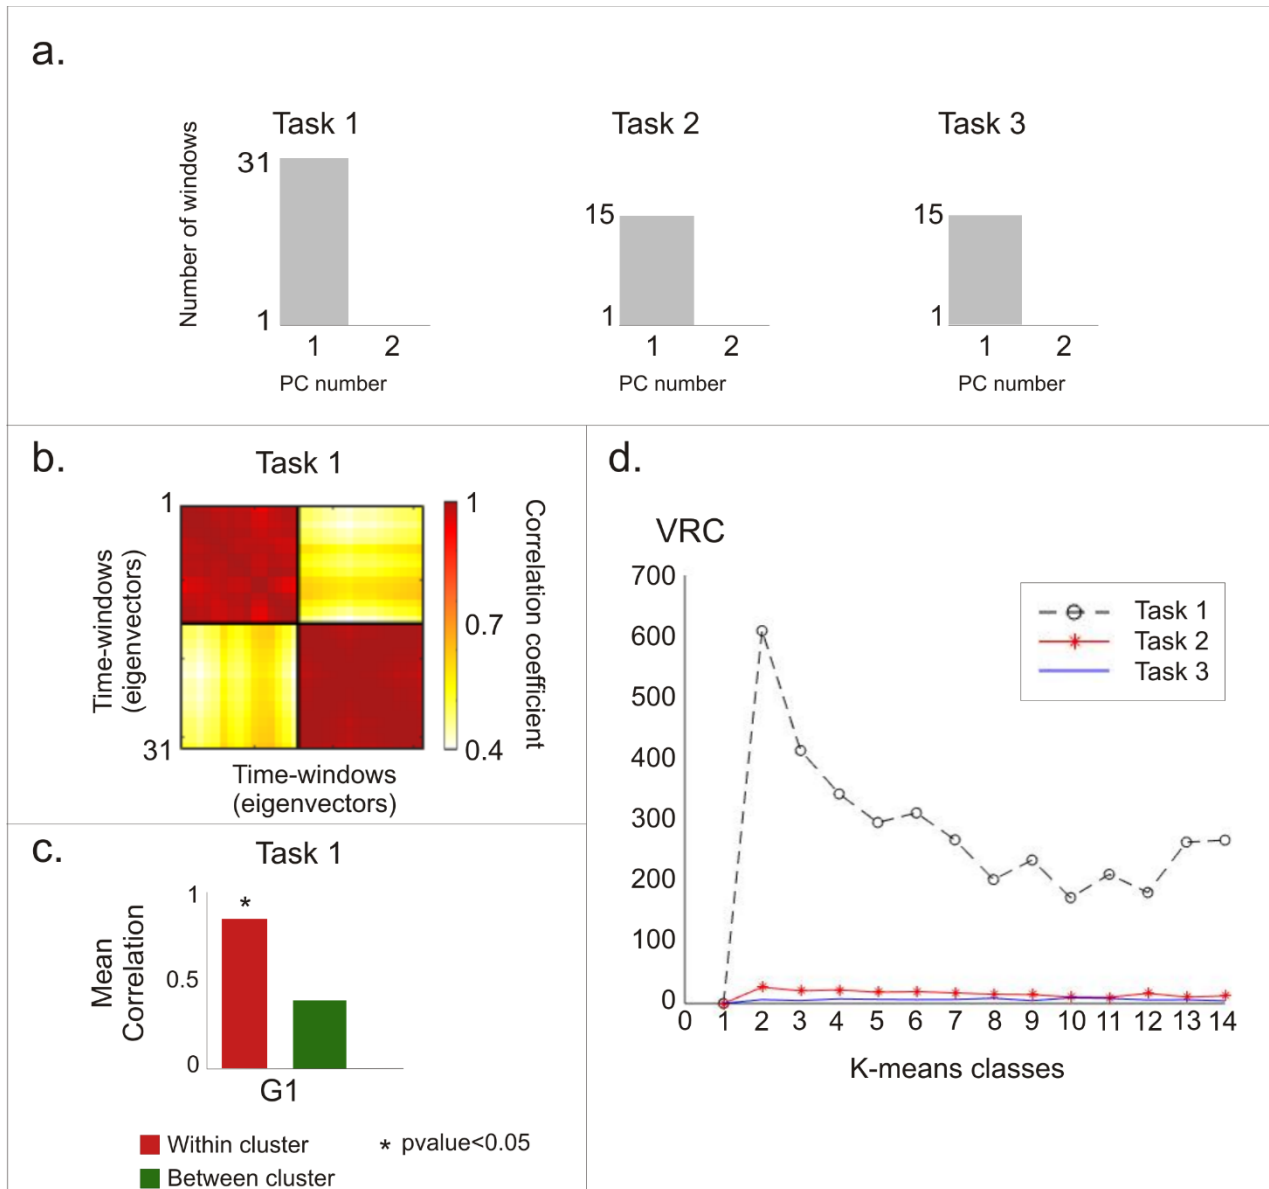 a.
Task 1
Number of windows
31
1
1 2
PC number
Task 2
15
1
1 2
PC number
Task 3
15
1
1 2
PC number
b.
Task 1
1
31
Time-windows
(eigenvectors)
Time-windows
(eigenvectors)
1
0.7
0.4
Correlation coefficient
c.
Task 1
Mean
Correlation
1
0.5
0
*
G1
Within cluster
* pvalue<0.05
Between cluster
d.
VRC
700
600
500
400
300
200
100
0
0 1 2 3 4 5 6 7 8 9 10 11 12 13 14
K-means classes
Task 1
Task 2
Task 3